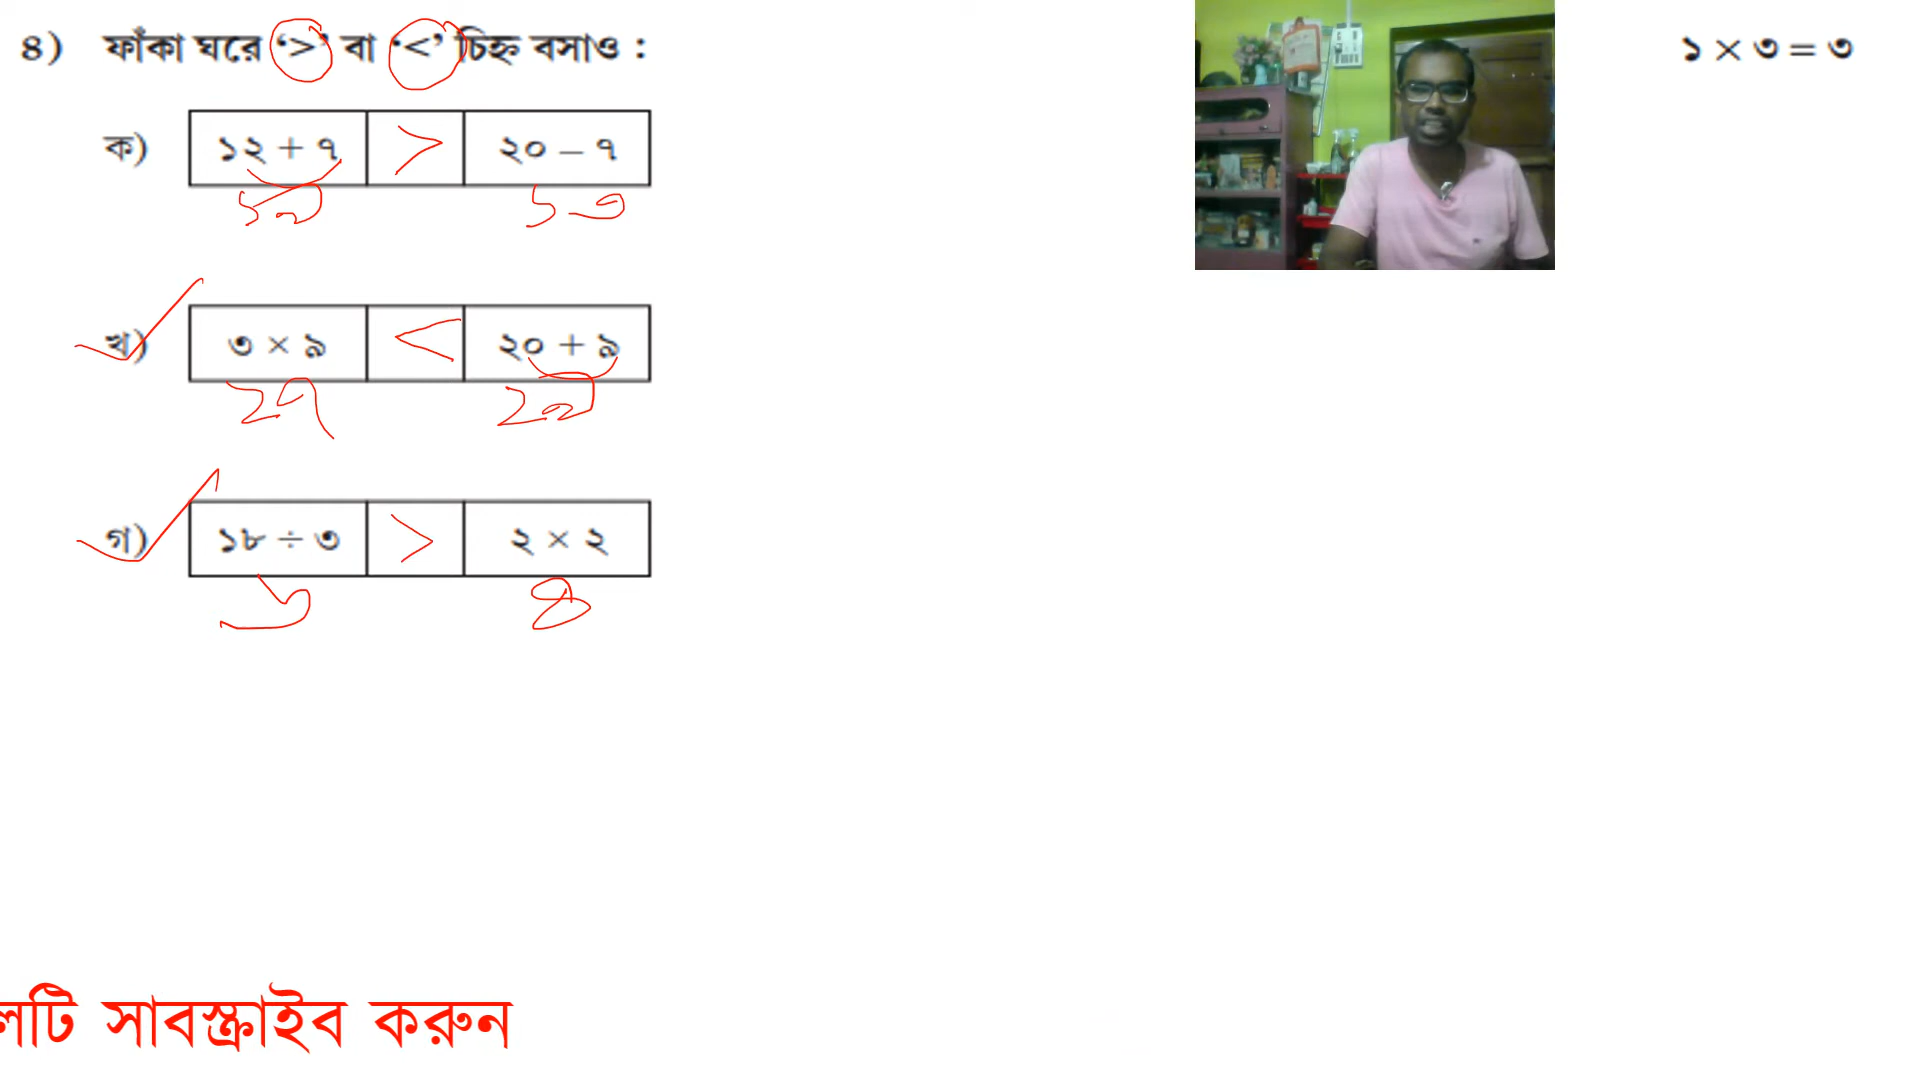 ৪) ফাঁকা ঘরে ‘>’ বা ‘<’ চিহ্ন বসাও :
১ × ৩ = ৩
ক) ১২ + ৭ > ২০ – ৭
১৯ ১৩
খ) ৩ × ৯ < ২০ + ৯
২৭ ২৯
গ) ১৮ ÷ ৩ > ২ × ২
৬ ৪
লটি সাবস্ক্রাইব করুন